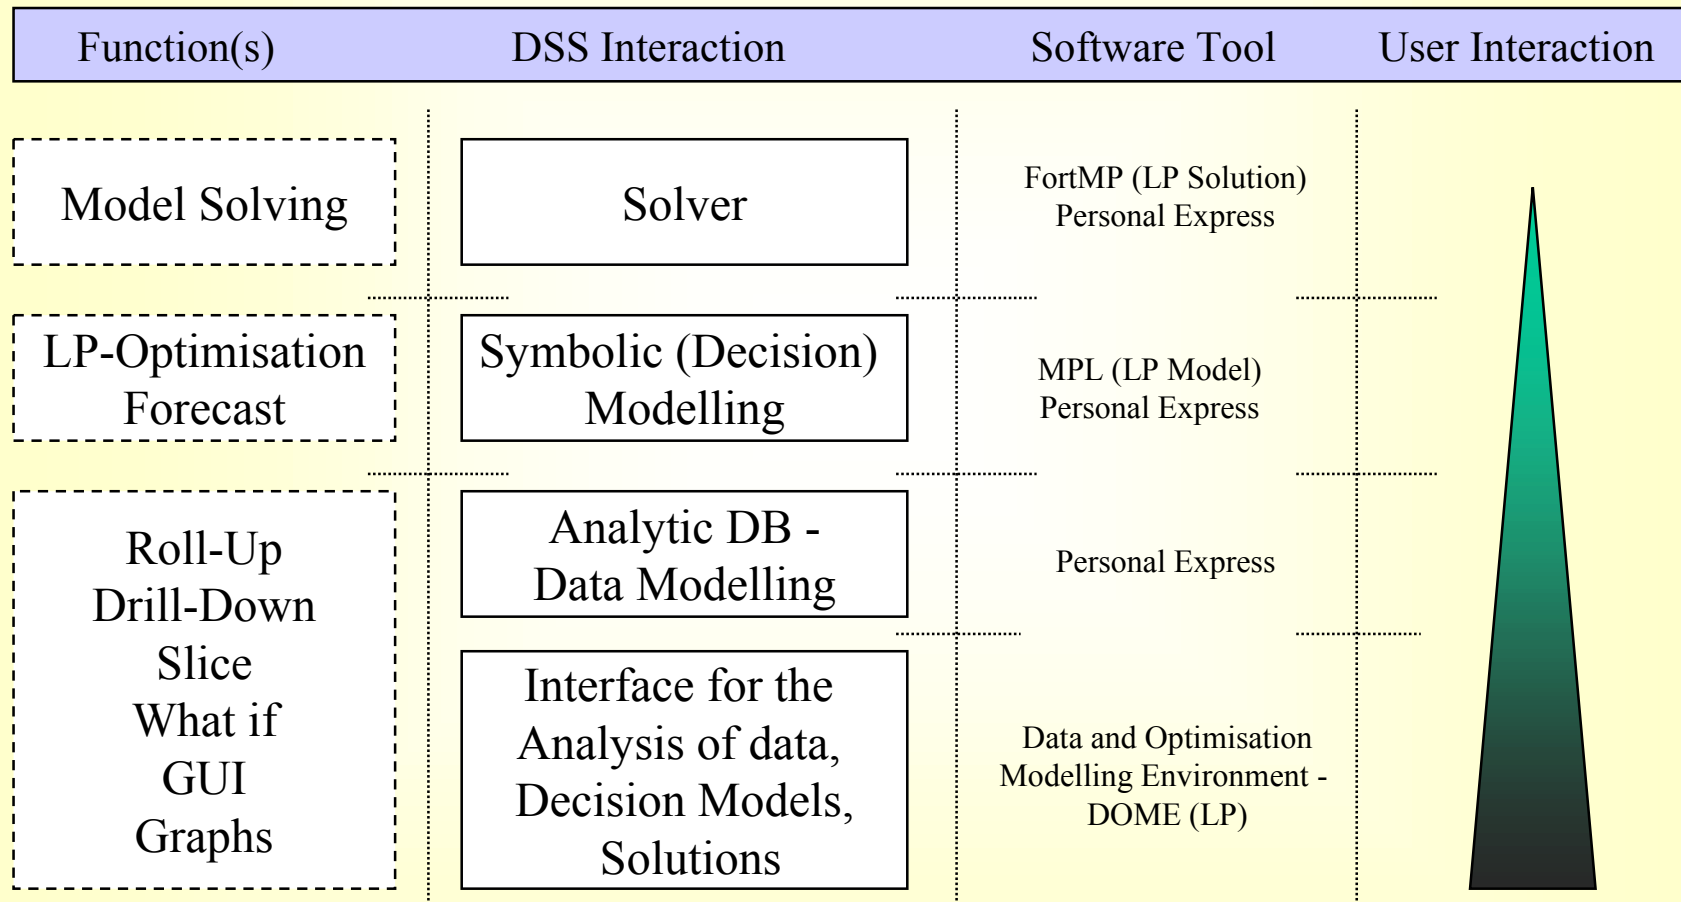 Function(s)
DSS Interaction
Software Tool
User Interaction
Model Solving
Solver
FortMP (LP Solution)
Personal Express
LP-Optimisation
Forecast
Symbolic (Decision)
Modelling
MPL (LP Model)
Personal Express
Roll-Up
Drill-Down
Slice
What if
GUI
Graphs
Analytic DB -
Data Modelling
Personal Express
Interface for the
Analysis of data,
Decision Models,
Solutions
Data and Optimisation
Modelling Environment -
DOME (LP)